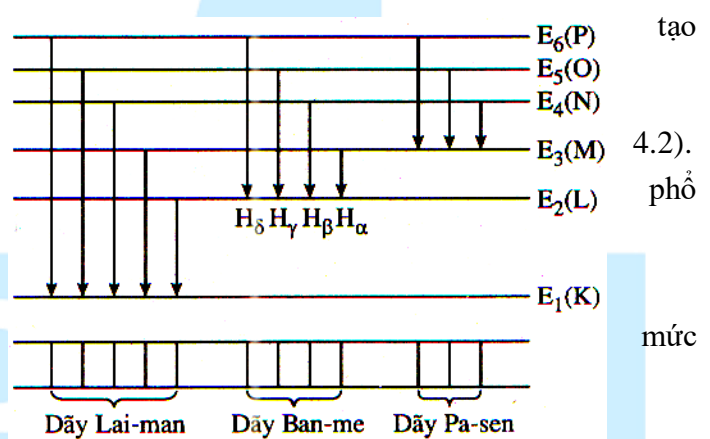 tạo
E₆(P)
E₅(O)
E₄(N)
E₃(M) 4.2).
phổ
E₂(L)
Hδ Hγ Hβ Hα
E₁(K)
mức
Dãy Lai-man Dãy Ban-me Dãy Pa-sen